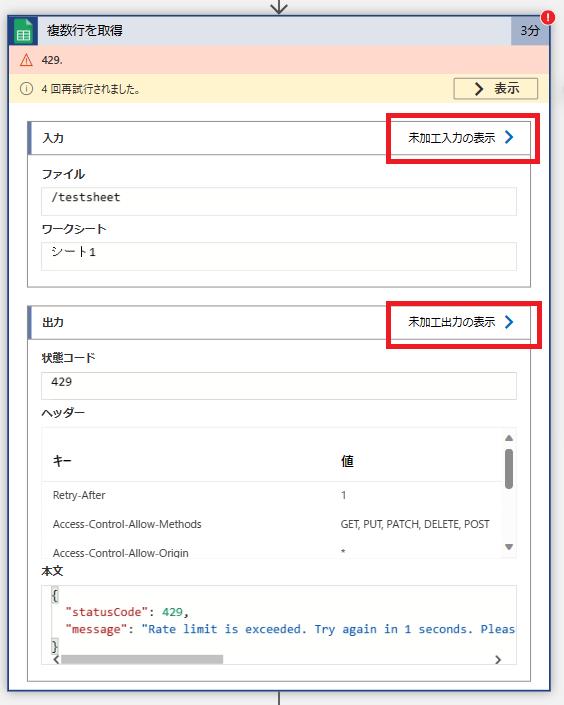 複数行を取得
3分
!
429.
4 回再試行されました。
表示
入力
未加工入力の表示
ファイル
/testsheet
ワークシート
シート1
出力
未加工出力の表示
状態コード
429
ヘッダー
キー 値
Retry-After 1
Access-Control-Allow-Methods GET, PUT, PATCH, DELETE, POST
Access-Control-Allow-Origin *
本文
{
"statusCode": 429,
"message": "Rate limit is exceeded. Try again in 1 seconds. Pleas
}